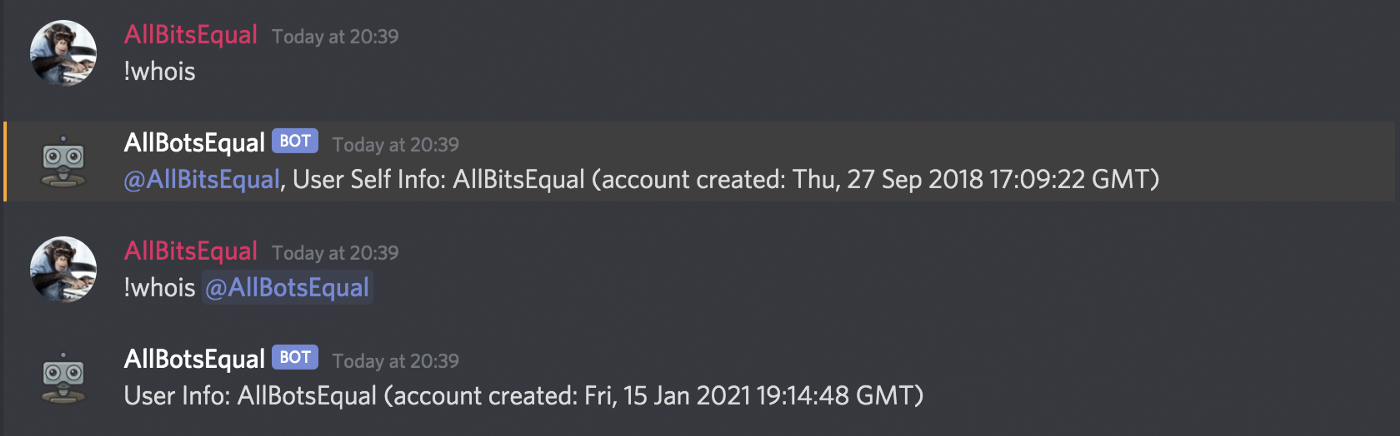 AllBitsEqual Today at 20:39
!whois
AllBotsEqual BOT Today at 20:39
@AllBitsEqual, User Self Info: AllBitsEqual (account created: Thu, 27 Sep 2018 17:09:22 GMT)
AllBitsEqual Today at 20:39
!whois @AllBotsEqual
AllBotsEqual BOT Today at 20:39
User Info: AllBotsEqual (account created: Fri, 15 Jan 2021 19:14:48 GMT)